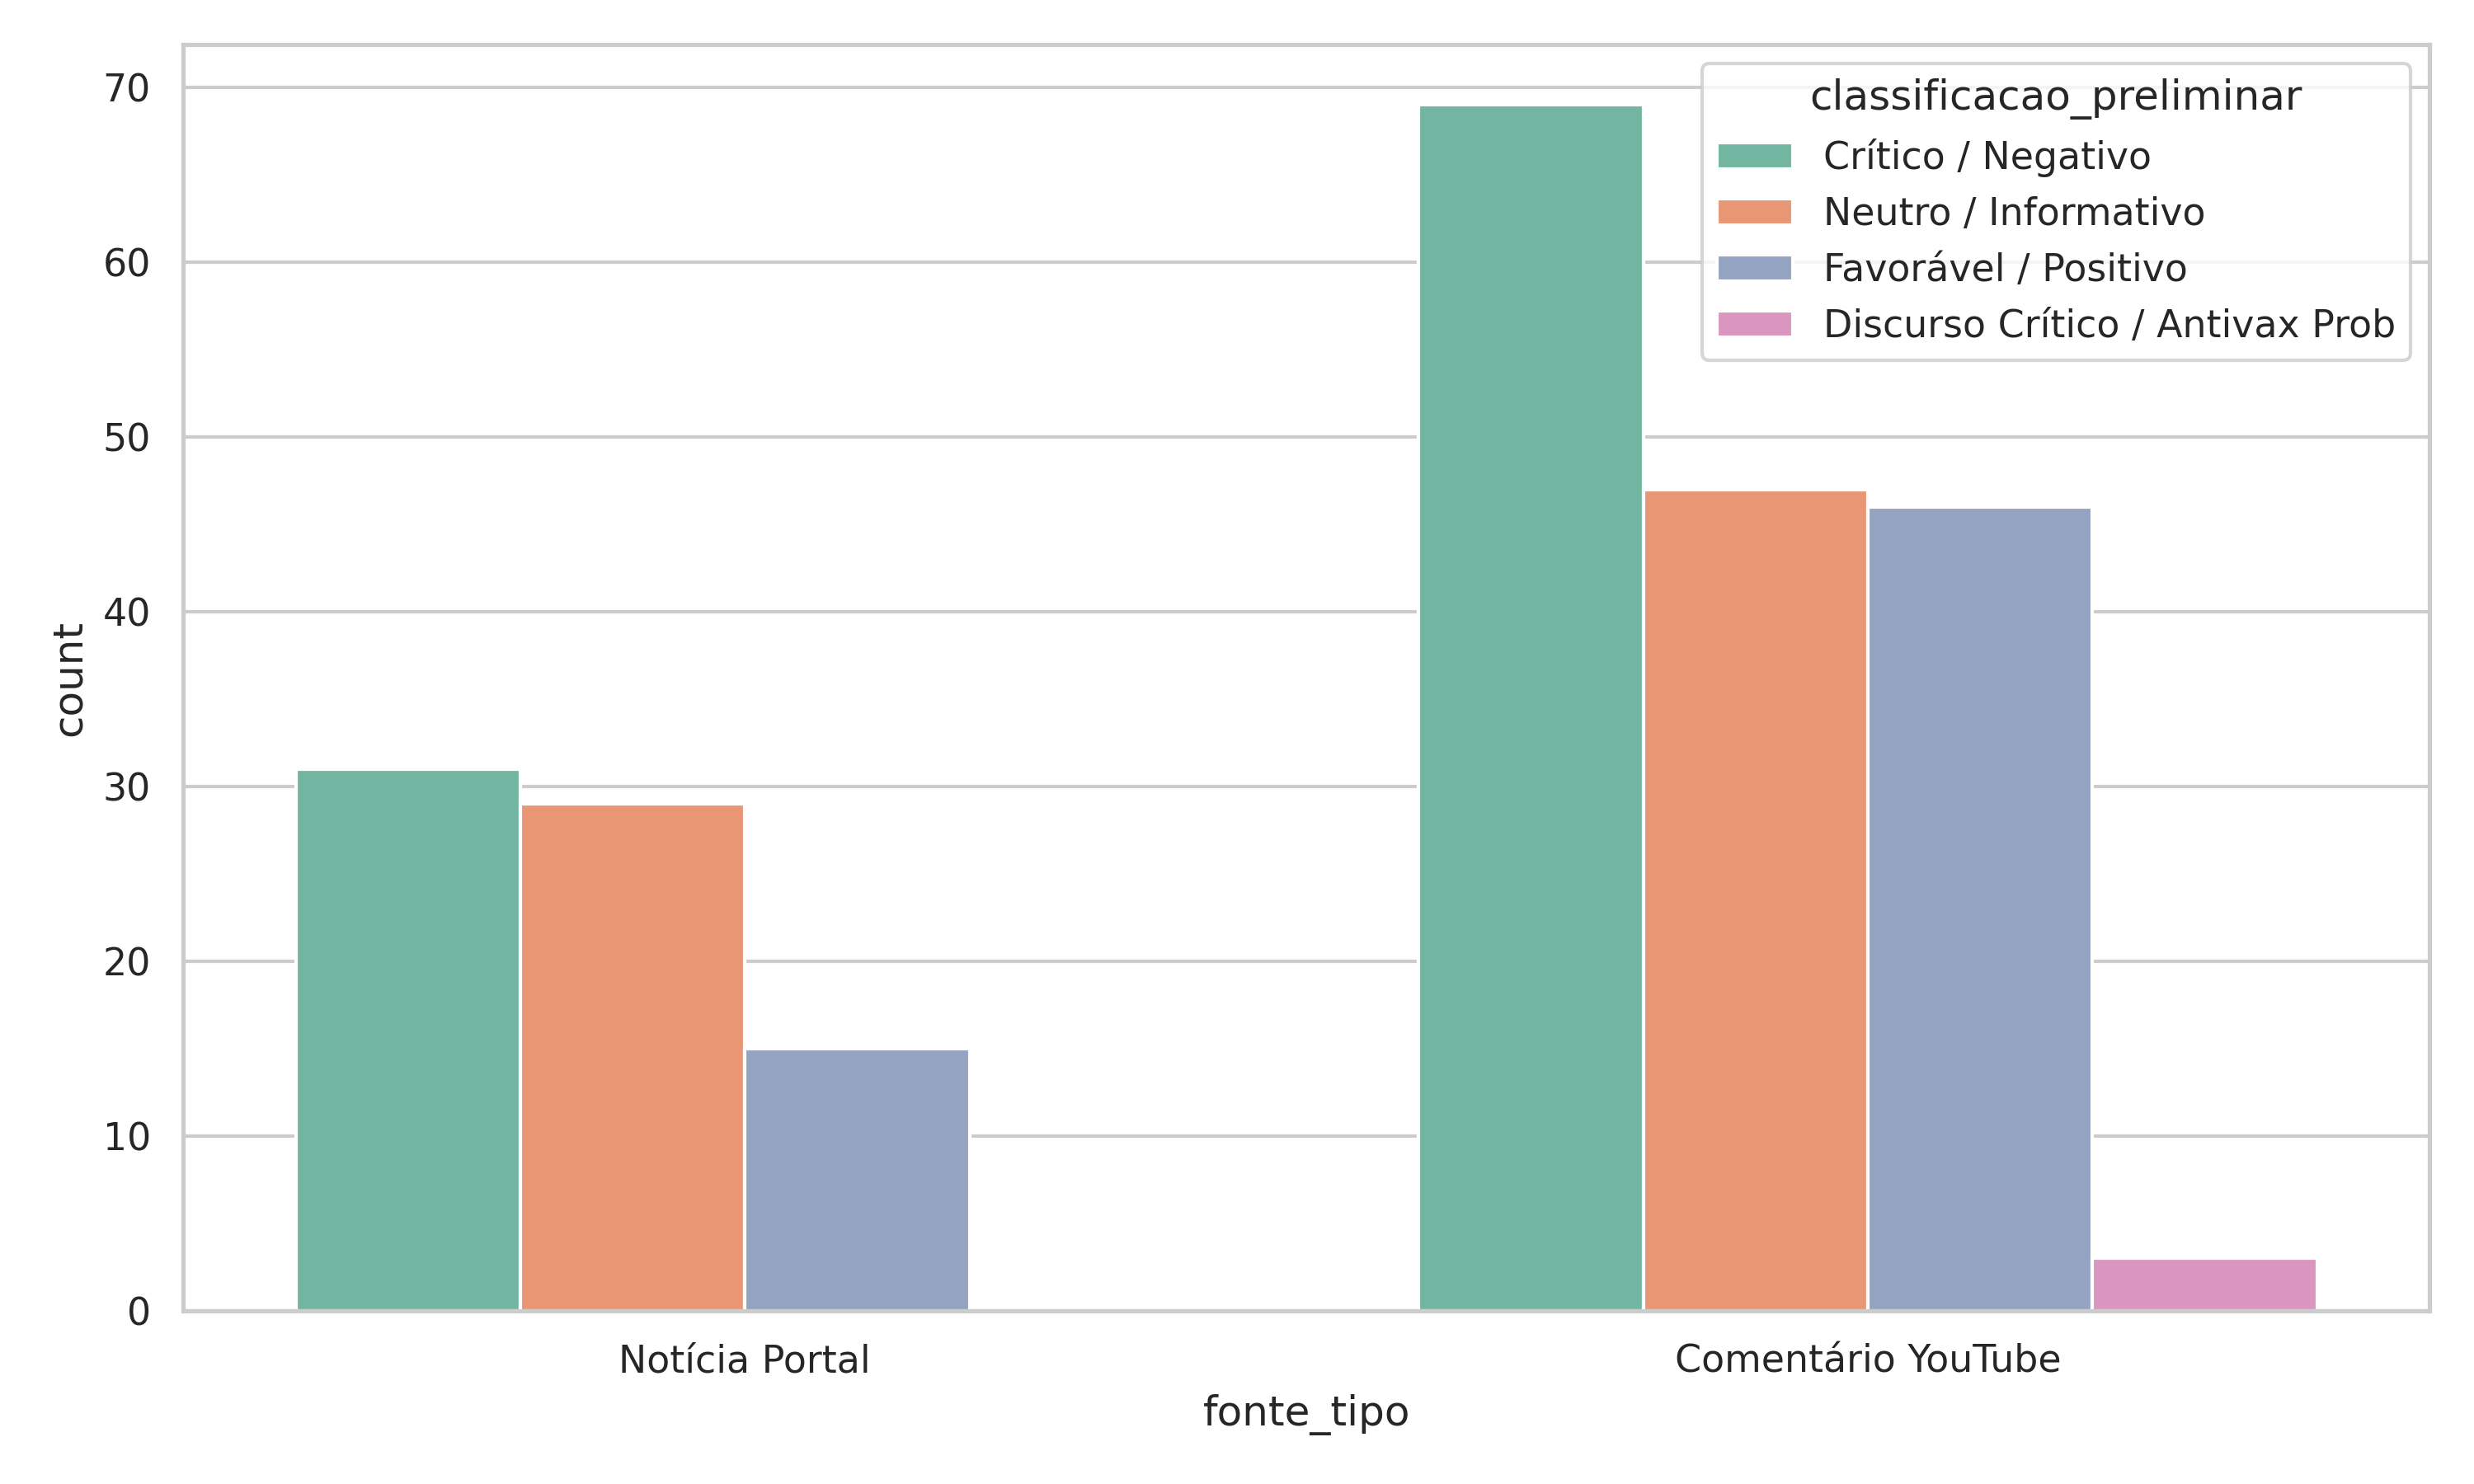 70
60
50
40
30
20
10
0
count
classificacao_preliminar
Crítico / Negativo
Neutro / Informativo
Favorável / Positivo
Discurso Crítico / Antivax Prob
Notícia Portal
Comentário YouTube
fonte_tipo